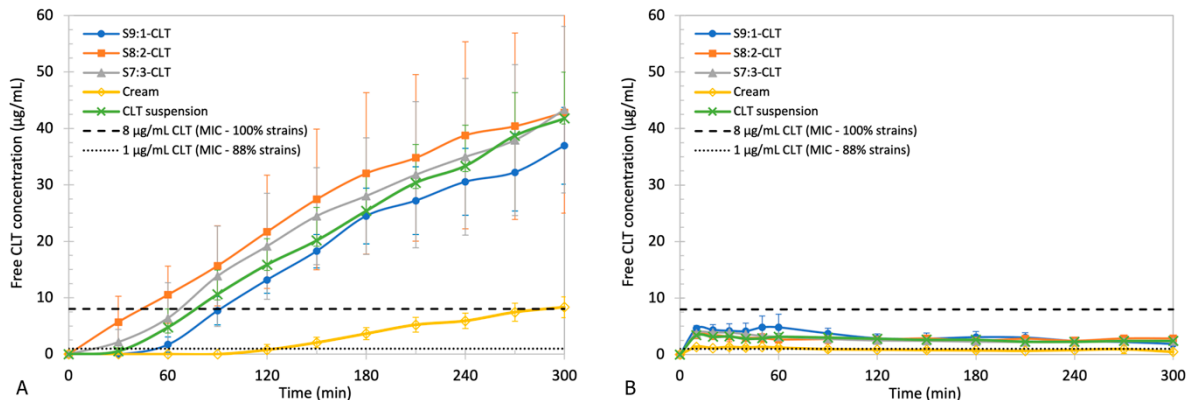 60
50
40
30
20
10
0
Free CLT concentration (µg/mL)
S9:1-CLT
S8:2-CLT
S7:3-CLT
Cream
CLT suspension
8 µg/mL CLT (MIC - 100% strains)
1 µg/mL CLT (MIC - 88% strains)
0 60 120 180 240 300
A
Time (min)
60
50
40
30
20
10
0
Free CLT concentration (µg/mL)
S9:1-CLT
S8:2-CLT
S7:3-CLT
Cream
CLT suspension
8 µg/mL CLT (MIC - 100% strains)
1 µg/mL CLT (MIC - 88% strains)
0 60 120 180 240 300
B
Time (min)